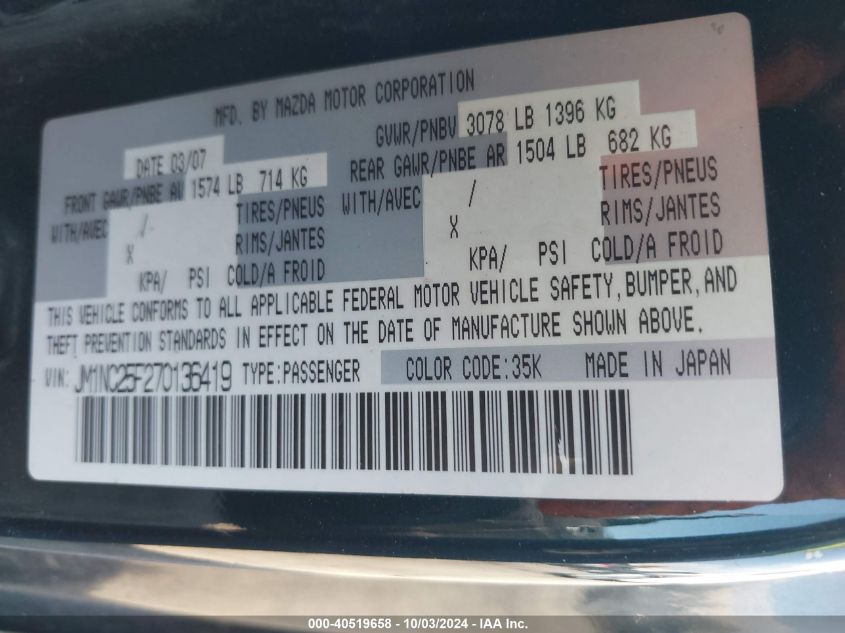 MFD. BY MAZDA MOTOR CORPORATION
DATE 03/07 GVWR/PNBV 3078 LB 1396 KG
FRONT GAWR/PNBE AV 1574 LB 714 KG REAR GAWR/PNBE AR 1504 LB 682 KG
WITH/AVEC / TIRES/PNEUS WITH/AVEC / TIRES/PNEUS
X RIMS/JANTES X RIMS/JANTES
KPA/ PSI COLD/A FROID KPA/ PSI COLD/A FROID
THIS VEHICLE CONFORMS TO ALL APPLICABLE FEDERAL MOTOR VEHICLE SAFETY, BUMPER, AND
THEFT PREVENTION STANDARDS IN EFFECT ON THE DATE OF MANUFACTURE SHOWN ABOVE.
VIN: JM1NC25F270136419 TYPE:PASSENGER COLOR CODE:35K MADE IN JAPAN
000-40519658 - 10/03/2024 - IAA Inc.